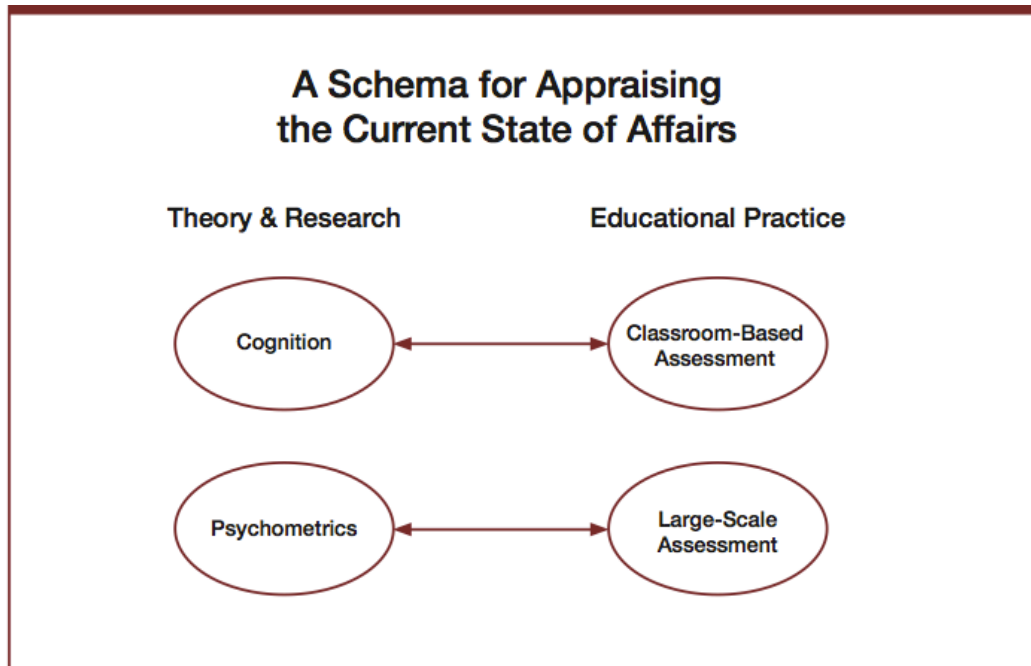 A Schema for Appraising
the Current State of Affairs
Theory & Research
Educational Practice
Cognition
Classroom-Based
Assessment
Psychometrics
Large-Scale
Assessment